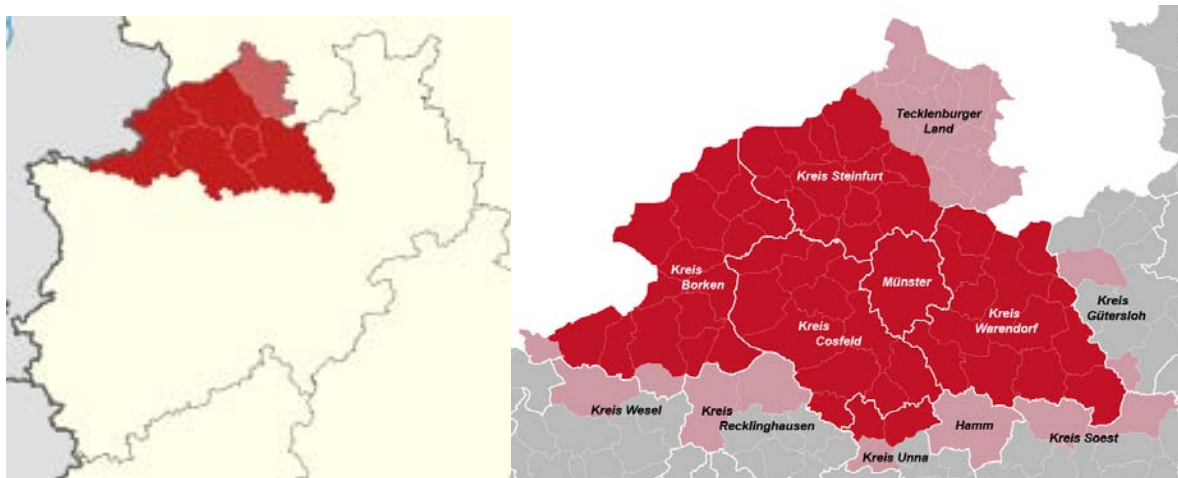 Tecklenburger
Land
Kreis Steinfurt
Kreis
Borken
Münster
Kreis
Cosfeld
Kreis
Warendorf
Kreis
Gütersloh
Kreis Wesel
Kreis
Recklinghausen
Hamm
Kreis Soest
Kreis Unna